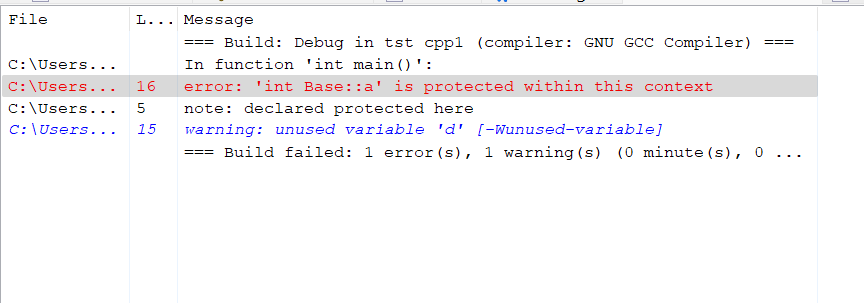 File L... Message
=== Build: Debug in tst cpp1 (compiler: GNU GCC Compiler) ===
C:\Users... In function 'int main()':
C:\Users... 16 error: 'int Base::a' is protected within this context
C:\Users... 5 note: declared protected here
C:\Users... 15 warning: unused variable 'd' [-Wunused-variable]
=== Build failed: 1 error(s), 1 warning(s) (0 minute(s), 0 ...